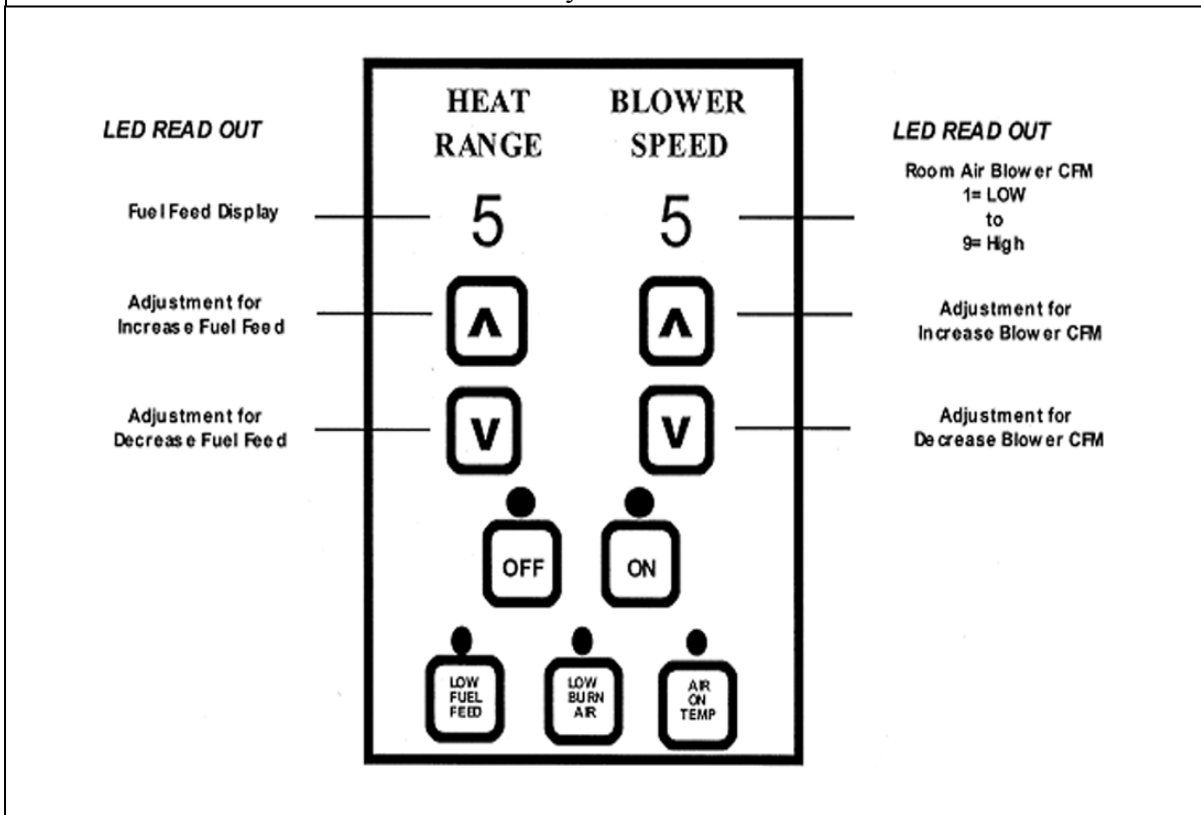 HEAT
RANGE
BLOWER
SPEED
LED READ OUT
LED READ OUT
Fuel Feed Display
5
5
Room Air Blower CFM
1= LOW
to
9= High
Adjustment for
Increase Fuel Feed
ʌ
ʌ
Adjustment for
Increase Blower CFM
Adjustment for
Decrease Fuel Feed
v
v
Adjustment for
Decrease Blower CFM
OFF
ON
LOW
FUEL
FEED
LOW
BURN
AIR
AIR
ON
TEMP